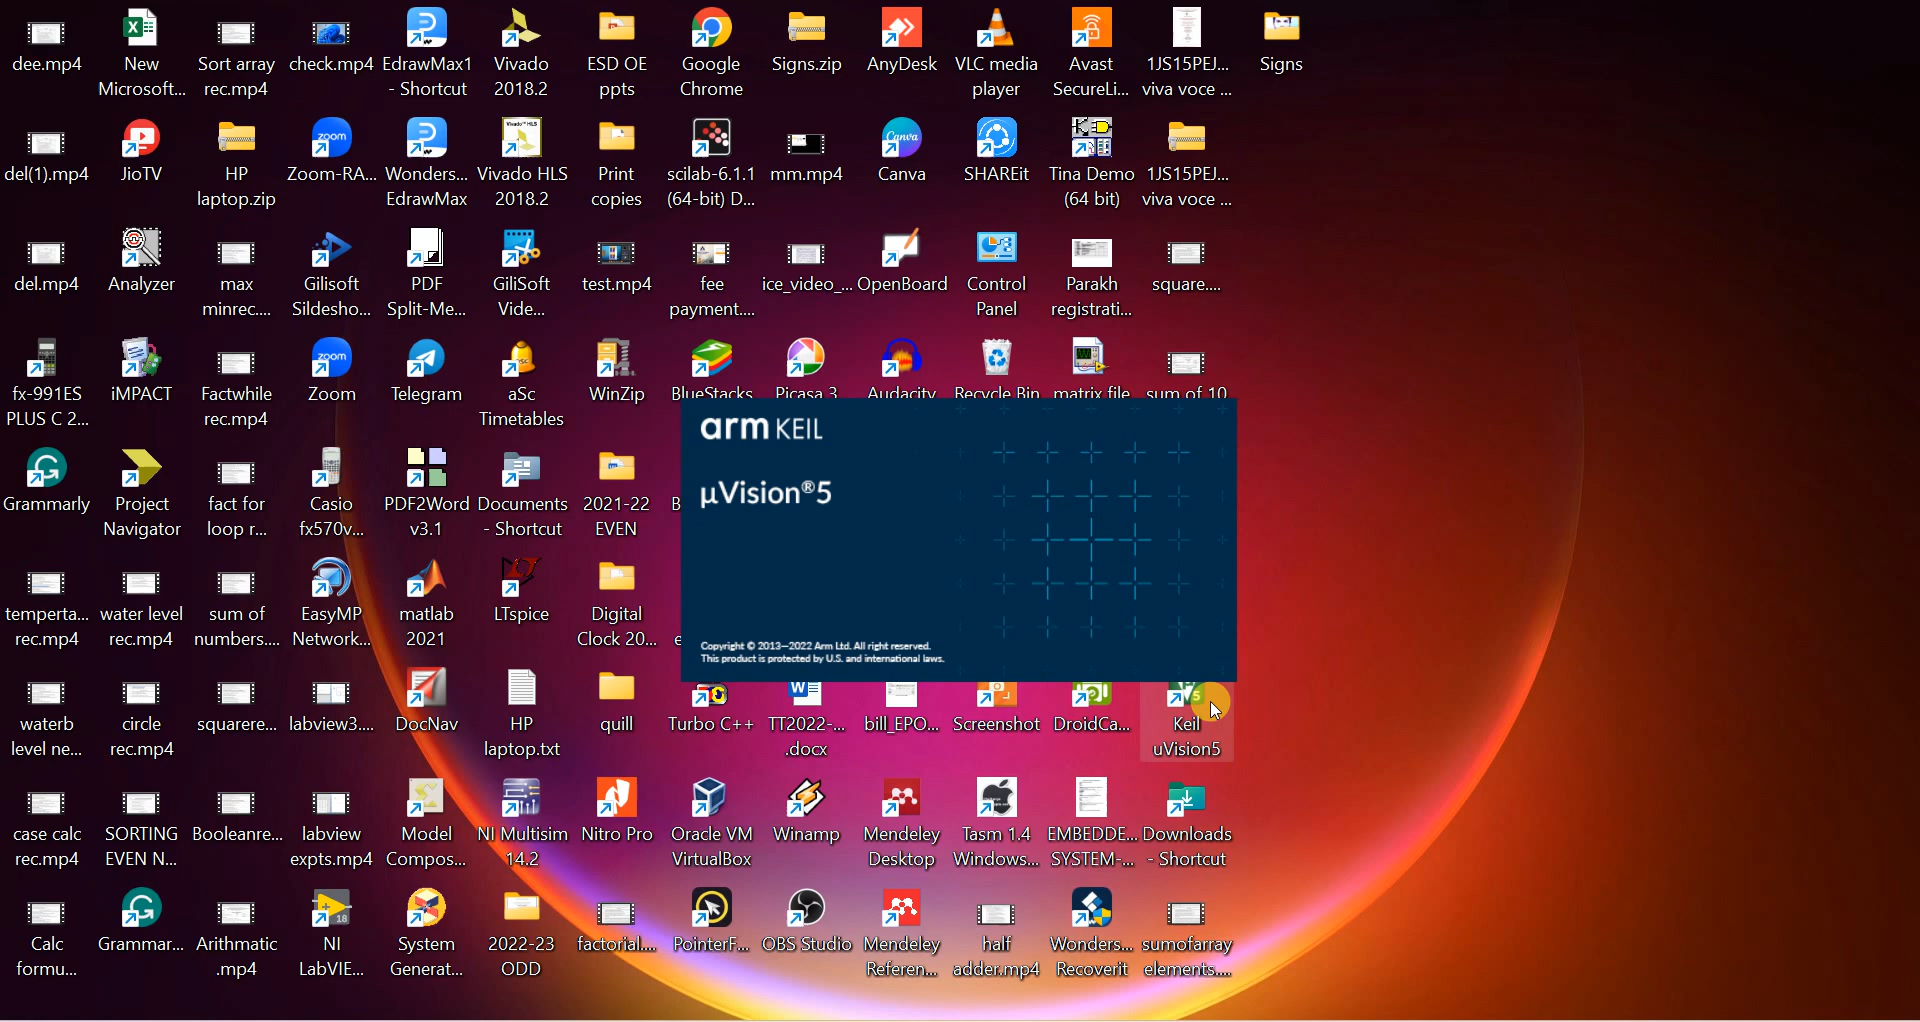 dee.mp4
New
Microsoft...
Sort array
rec.mp4
check.mp4
EdrawMax1
- Shortcut
Vivado
2018.2
ESD OE
ppts
Google
Chrome
Signs.zip
AnyDesk
VLC media
player
Avast
SecureLi...
1JS15PEJ...
viva voce ...
Signs
del(1).mp4
JioTV
HP
laptop.zip
zoom
Zoom-RA...
Wonders...
EdrawMax
Vivado™ HLS
Vivado HLS
2018.2
Print
copies
scilab-6.1.1
(64-bit) D...
mm.mp4
Canva
Canva
SHAREit
Tina Demo
(64 bit)
1JS15PEJ...
viva voce ...
del.mp4
Analyzer
max
minrec....
Gilisoft
Sildesho...
PDF
Split-Me...
GiliSoft
Vide...
test.mp4
fee
payment....
ice_video_...
OpenBoard
Control
Panel
Parakh
registrati...
square....
fx-991ES
PLUS C 2...
iMPACT
Factwhile
rec.mp4
zoom
Zoom
Telegram
aSc
aSc
Timetables
WinZip
BlueStacks
Picasa 3
Audacity
Recycle Bin
matrix file
sum of 10
arm KEIL
µVision®5
Copyright © 2013—2022 Arm Ltd. All right reserved.
This product is protected by U.S. and international laws.
Grammarly
Project
Navigator
fact for
loop r...
Casio
fx570v...
PDF2Word
v3.1
Documents
- Shortcut
2021-22
EVEN
B
temperta...
rec.mp4
water level
rec.mp4
sum of
numbers....
EasyMP
Network...
matlab
2021
LTspice
Digital
Clock 20...
e
waterb
level ne...
circle
rec.mp4
squarere...
labview3....
DocNav
HP
laptop.txt
quill
Turbo C++
W
TT2022-...
.docx
bill_EPO...
Screenshot
DroidCa...
5
Keil
uVision5
case calc
rec.mp4
SORTING
EVEN N...
Booleanre...
labview
expts.mp4
Model
Compos...
NI Multisim
14.2
Nitro Pro
Oracle VM
VirtualBox
Winamp
Mendeley
Desktop
Tasm 1.4
Windows...
EMBEDDE...
SYSTEM-...
Downloads
- Shortcut
Calc
formu...
Grammar...
Arithmatic
.mp4
18
NI
LabVIE...
System
Generat...
2022-23
ODD
factorial....
PointerF...
OBS Studio
Mendeley
Referen...
half
adder.mp4
Wonders...
Recoverit
sumofarray
elements....